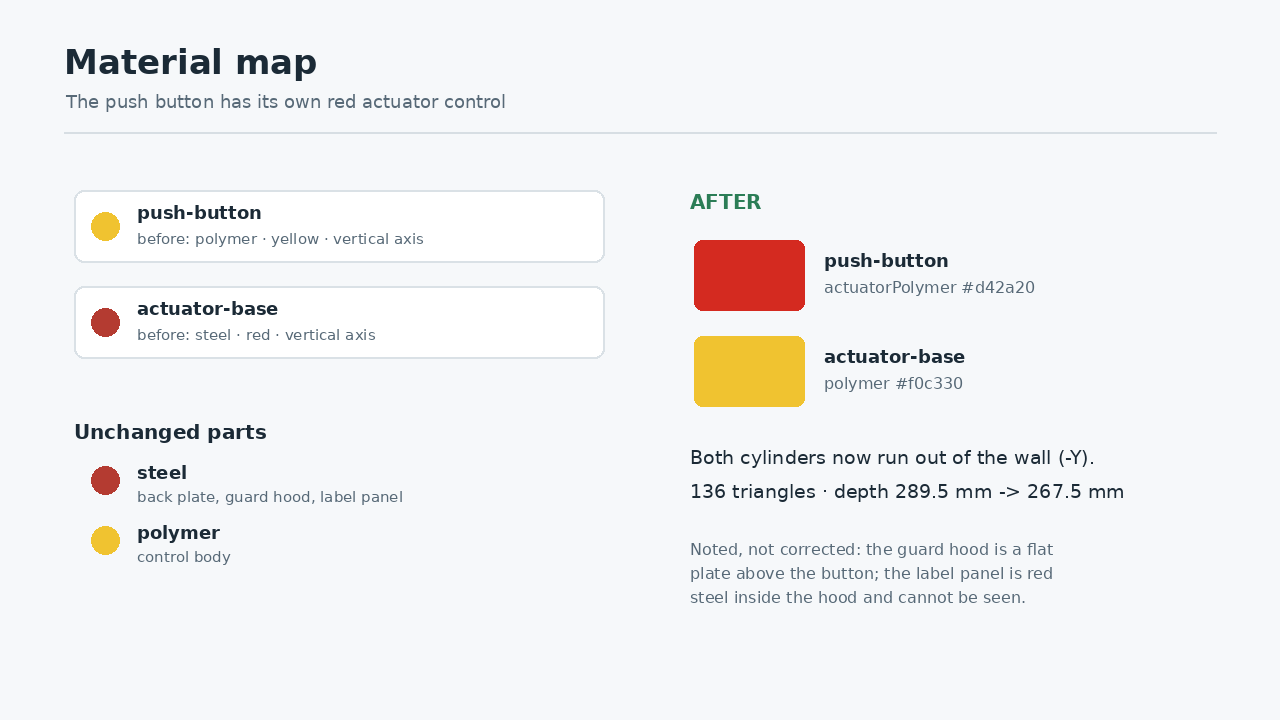 Material map
The push button has its own red actuator control
push-button
before: polymer · yellow · vertical axis
actuator-base
before: steel · red · vertical axis
Unchanged parts
steel
back plate, guard hood, label panel
polymer
control body
AFTER
push-button
actuatorPolymer #d42a20
actuator-base
polymer #f0c330
Both cylinders now run out of the wall (-Y).
136 triangles · depth 289.5 mm -> 267.5 mm
Noted, not corrected: the guard hood is a flat
plate above the button; the label panel is red
steel inside the hood and cannot be seen.